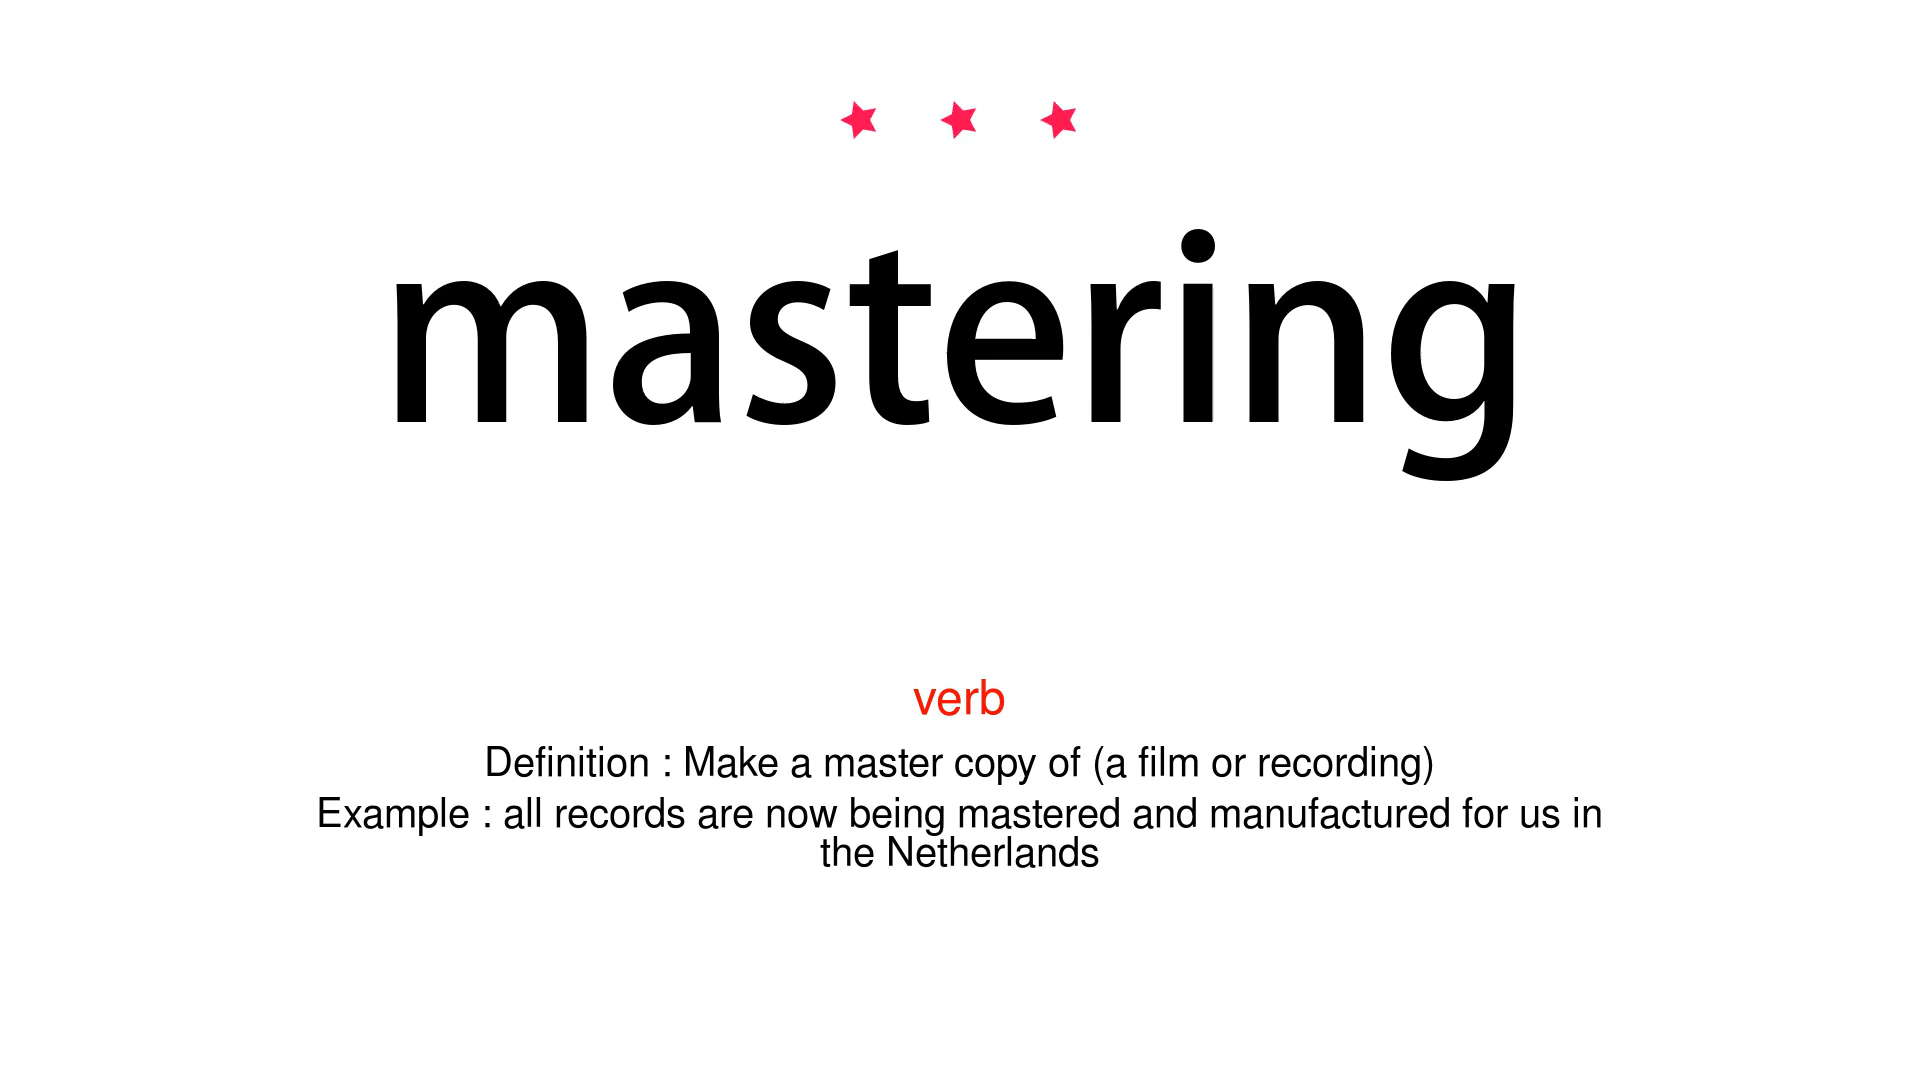 mastering
verb
Definition : Make a master copy of (a film or recording)
Example : all records are now being mastered and manufactured for us in
the Netherlands